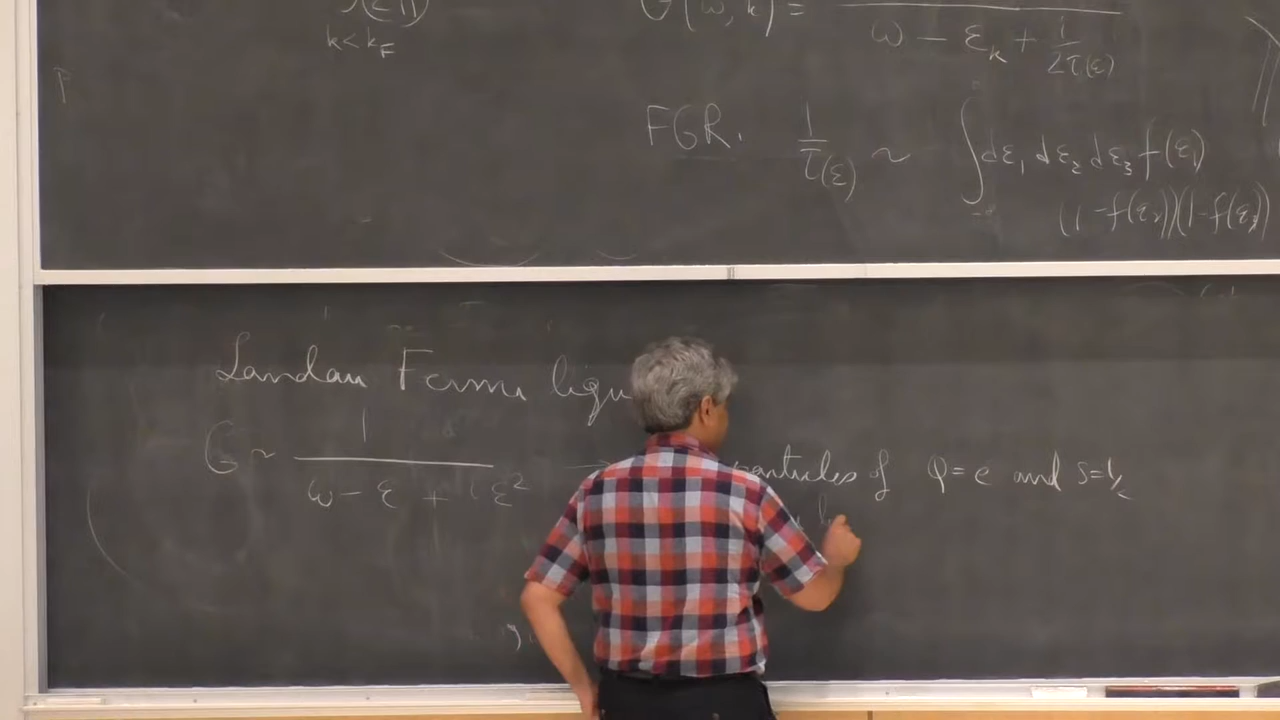 k < k_F
G(ω, k) =
ω − ε_k + i/2τ(ε)
FGR. 1/τ(ε) ~ ∫ dε₁ dε₂ dε₃ f(ε₁)
(1−f(ε₂))(1−f(ε₃))
Landau Fermi
G ~ 1/(ω − ε + iε²) → particles of Q=e and s=½